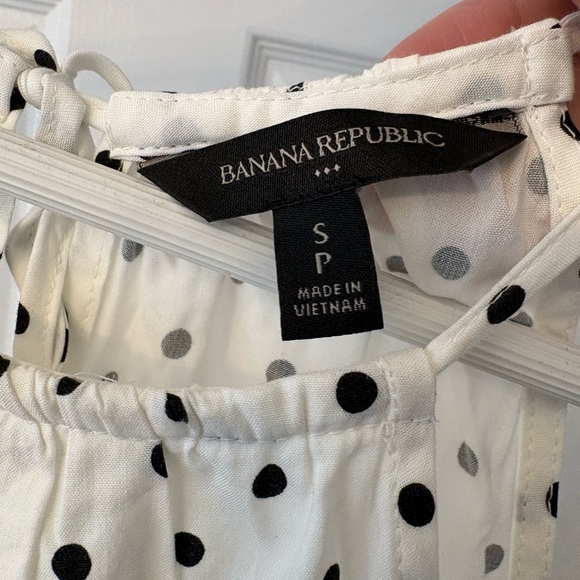 BANANA REPUBLIC
S
P
MADE IN
VIETNAM